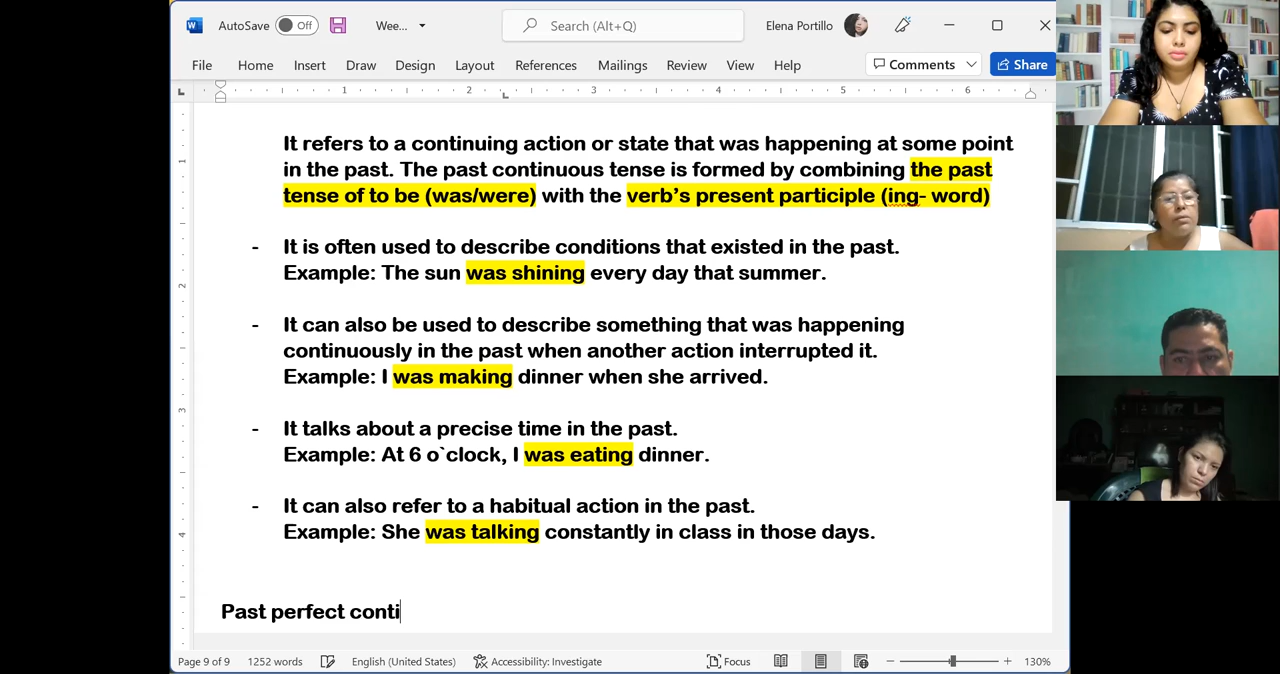 AutoSave Off Wee... Search (Alt+Q) Elena Portillo
File Home Insert Draw Design Layout References Mailings Review View Help Comments Share
1 2 3 4 5 6
It refers to a continuing action or state that was happening at some point
in the past. The past continuous tense is formed by combining the past
tense of to be (was/were) with the verb’s present participle (ing- word)
- It is often used to describe conditions that existed in the past.
Example: The sun was shining every day that summer.
- It can also be used to describe something that was happening
continuously in the past when another action interrupted it.
Example: I was making dinner when she arrived.
- It talks about a precise time in the past.
Example: At 6 o`clock, I was eating dinner.
- It can also refer to a habitual action in the past.
Example: She was talking constantly in class in those days.
Past perfect conti
Page 9 of 9 1252 words English (United States) Accessibility: Investigate Focus 130%